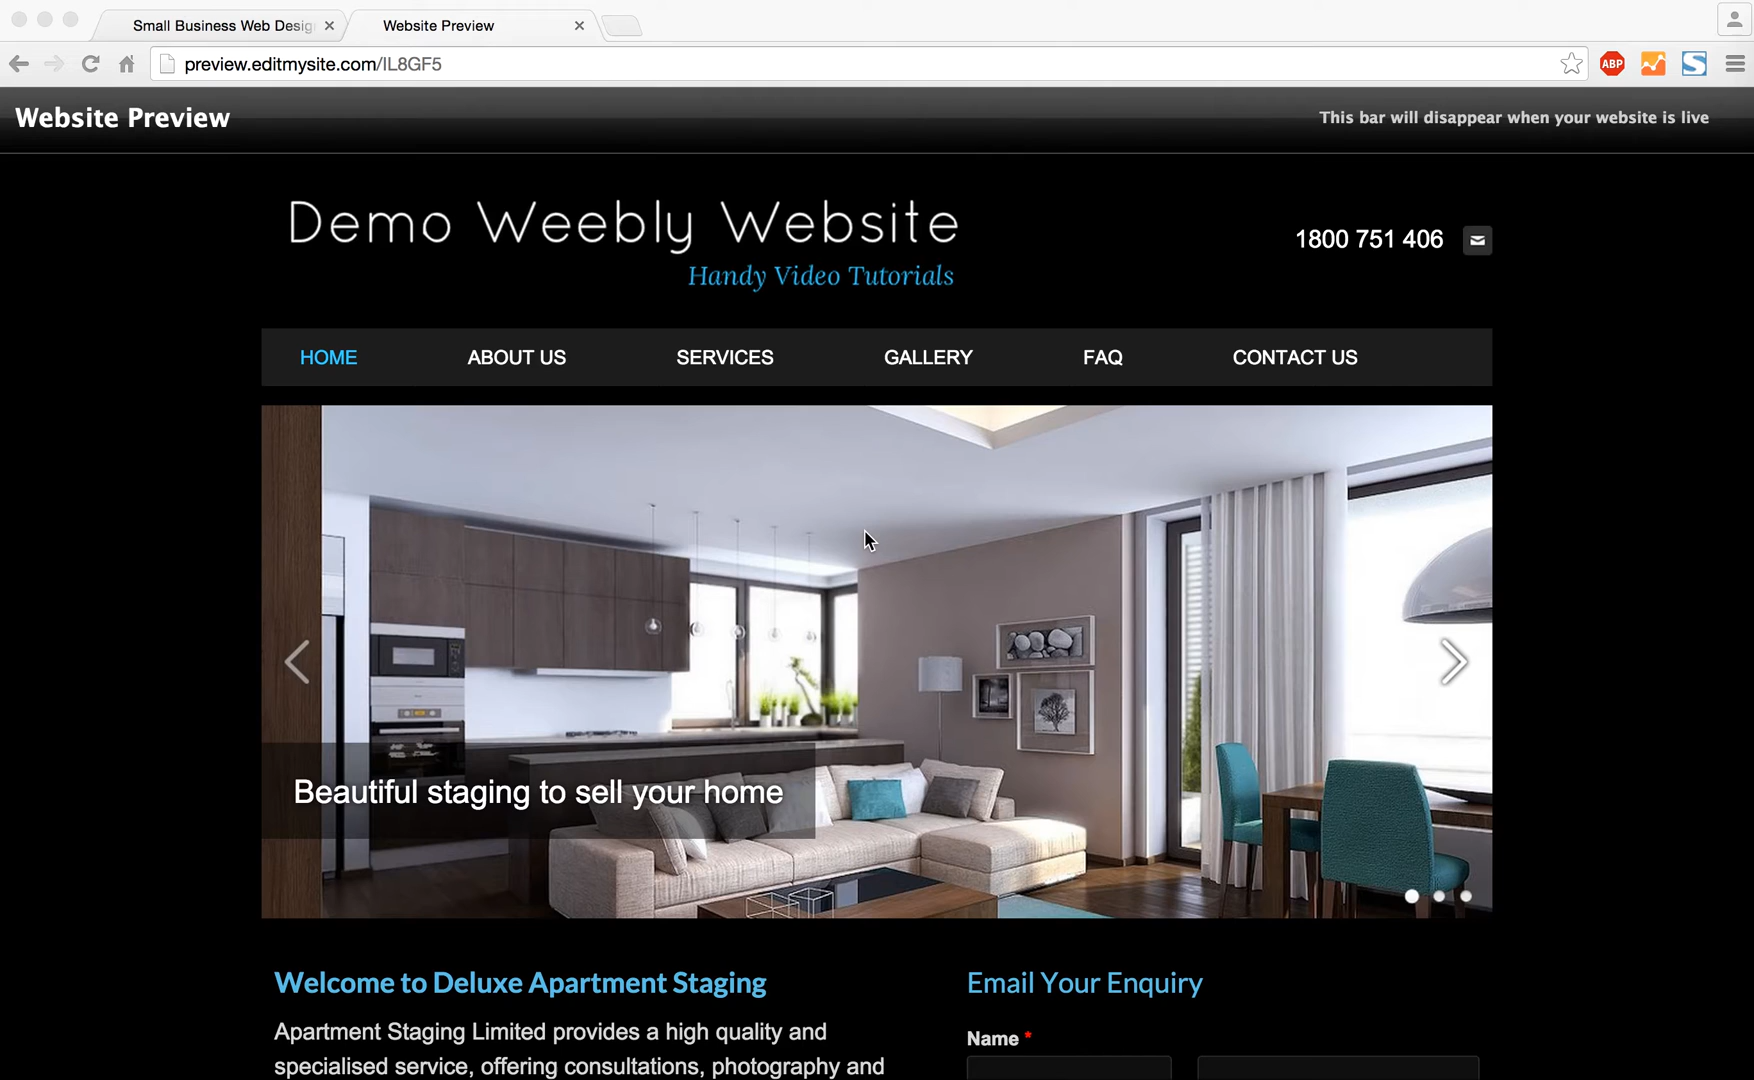 Small Business Web Desig
Website Preview
preview.editmysite.com/IL8GF5
ABP
Website Preview
This bar will disappear when your website is live
Demo Weebly Website
Handy Video Tutorials
1800 751 406
HOME ABOUT US SERVICES GALLERY FAQ CONTACT US
Beautiful staging to sell your home
Welcome to Deluxe Apartment Staging
Apartment Staging Limited provides a high quality and
specialised service, offering consultations, photography and
Email Your Enquiry
Name *